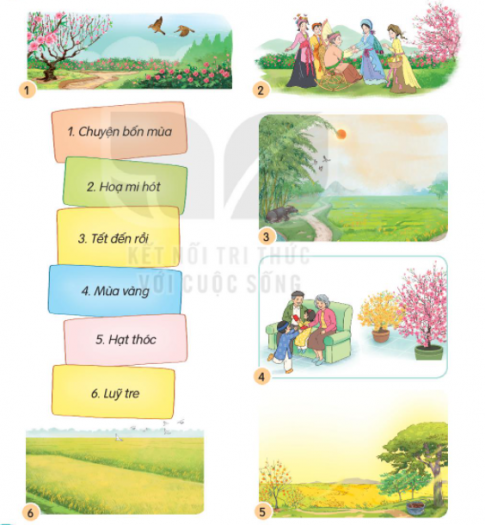 1
2
1. Chuyện bốn mùa
2. Hoạ mi hót
3
3. Tết đến rồi
KẾT NỐI TRI THỨC
VỚI CUỘC SỐNG
4. Mùa vàng
5. Hạt thóc
4
6. Luỹ tre
6
5